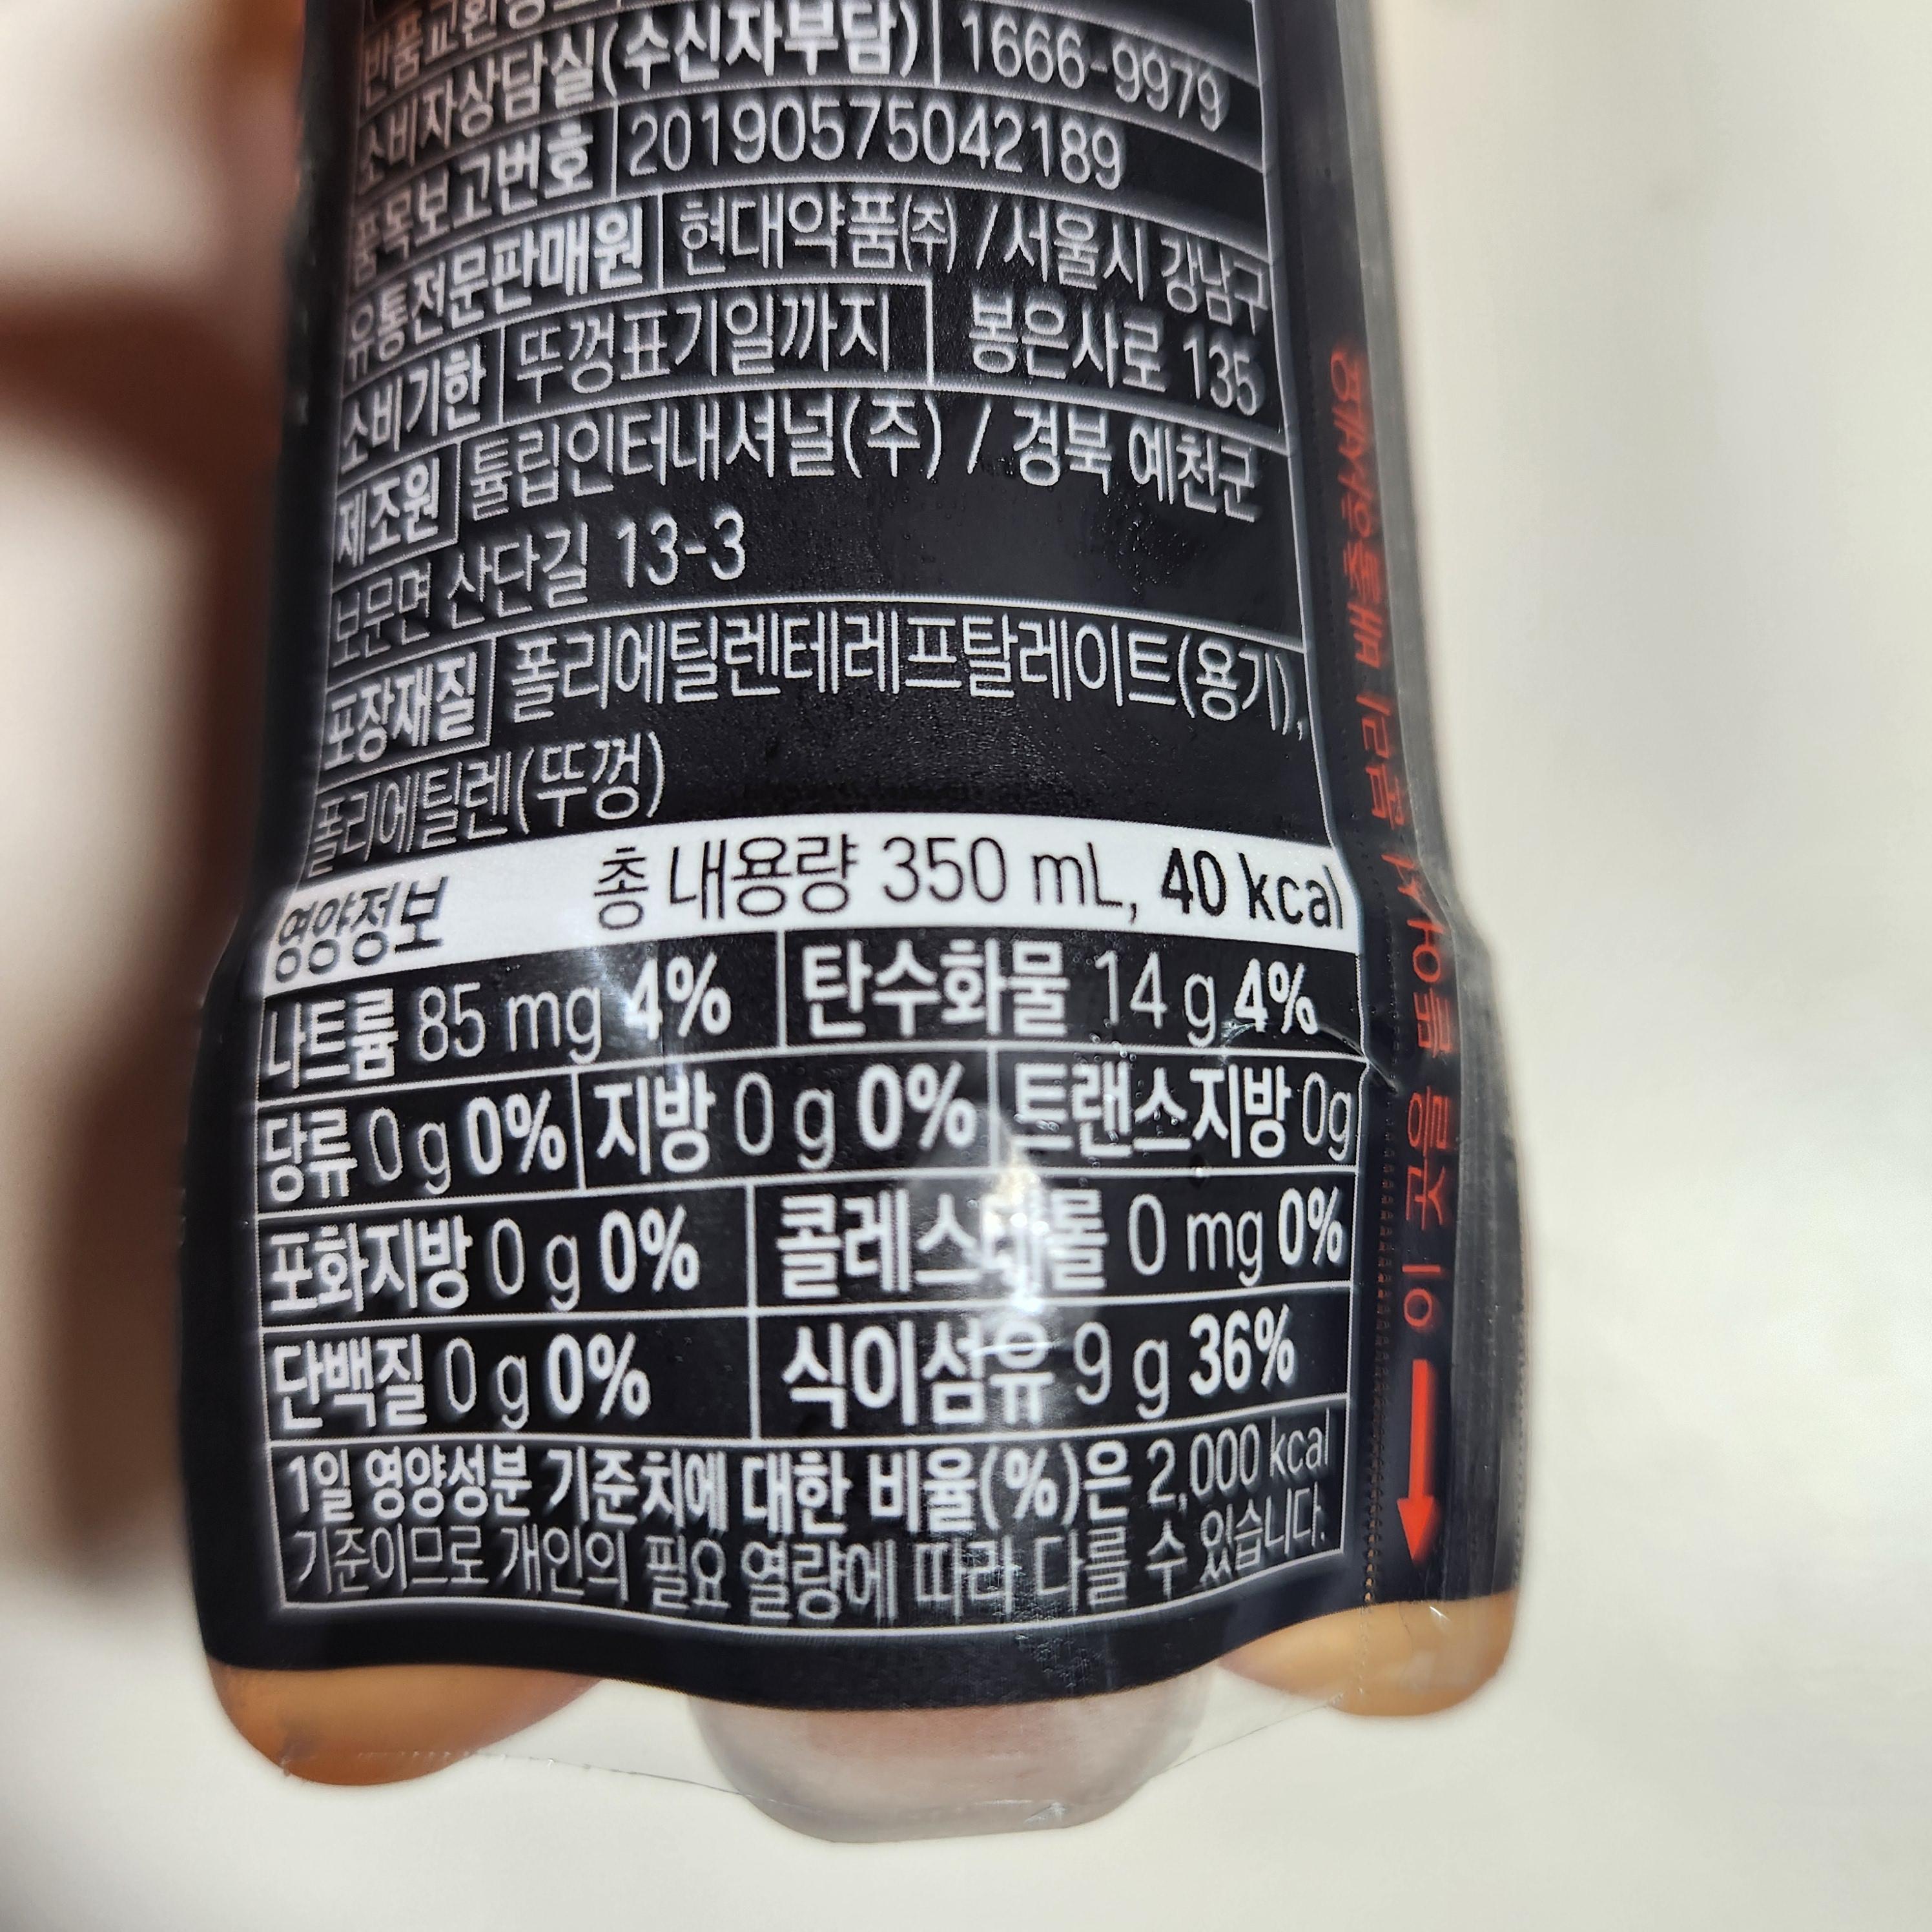 반품교환장소
소비자상담실(수신자부담) 1666-9979
품목보고번호 20190575042189
유통전문판매원 현대약품(주) / 서울시 강남구
소비기한 뚜껑표기일까지 봉은사로 135
제조원 튤립인터내셔널(주) / 경북 예천군
보문면 산단길 13-3
포장재질 폴리에틸렌테레프탈레이트(용기),
폴리에틸렌(뚜껑)
영양정보 총 내용량 350 mL, 40 kcal
나트륨 85 mg 4% 탄수화물 14 g 4%
당류 0 g 0% 지방 0 g 0% 트랜스지방 0g
포화지방 0 g 0% 콜레스테롤 0 mg 0%
단백질 0 g 0% 식이섬유 9 g 36%
1일 영양성분 기준치에 대한 비율(%)은 2,000 kcal
기준이므로 개인의 필요 열량에 따라 다를 수 있습니다.
이 곳을 뜯어서 분리 배출하십시요